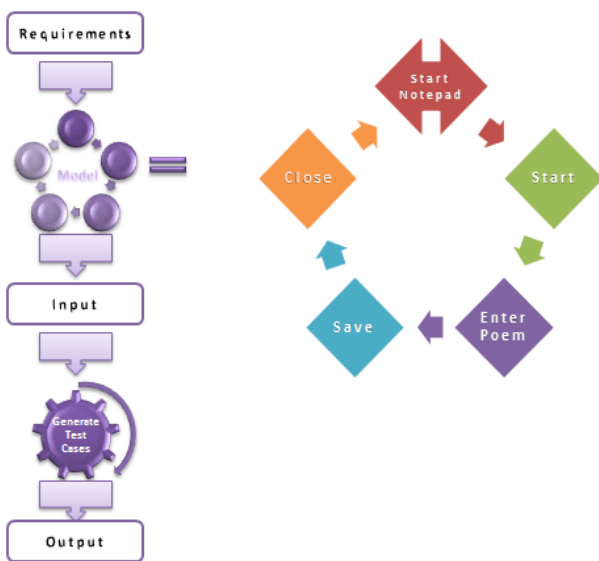 Requirements
Model
Input
Generate
Test
Cases
Output
Start
Notepad
Start
Enter
Poem
Save
Close